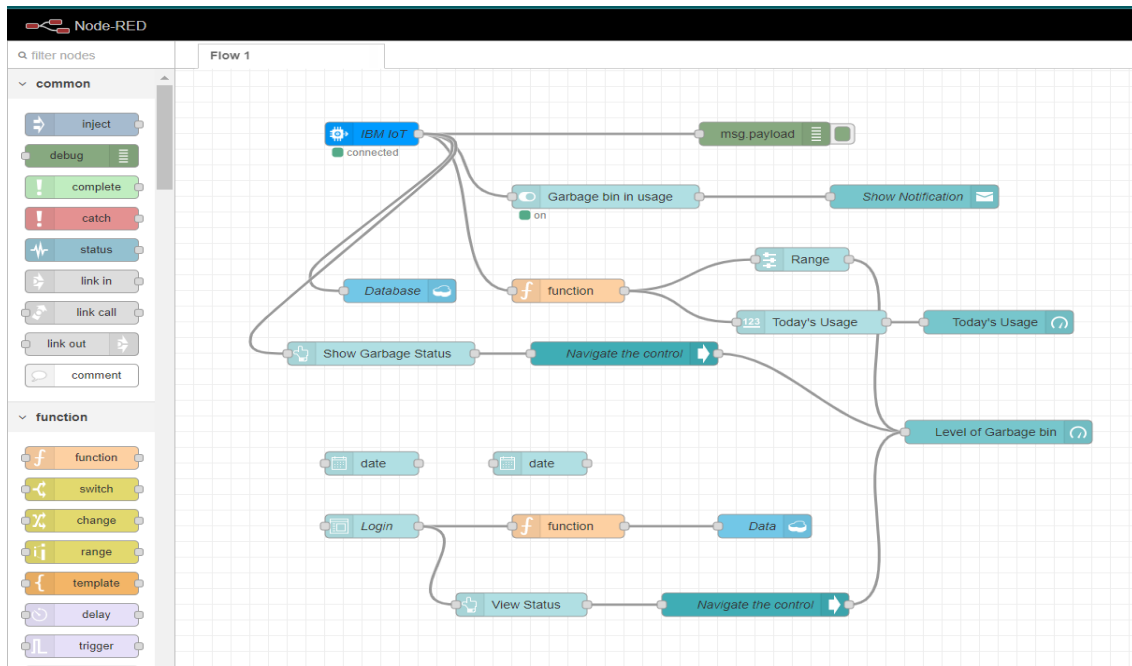 Node-RED
filter nodes
Flow 1
common
inject
debug
complete
catch
status
link in
link call
link out
comment
function
function
switch
change
range
template
delay
trigger
IBM IoT
connected
msg.payload
Garbage bin in usage
on
Show Notification
Range
Database
function
123 Today's Usage
Today's Usage
Show Garbage Status
Navigate the control
Level of Garbage bin
date
date
Login
function
Data
View Status
Navigate the control